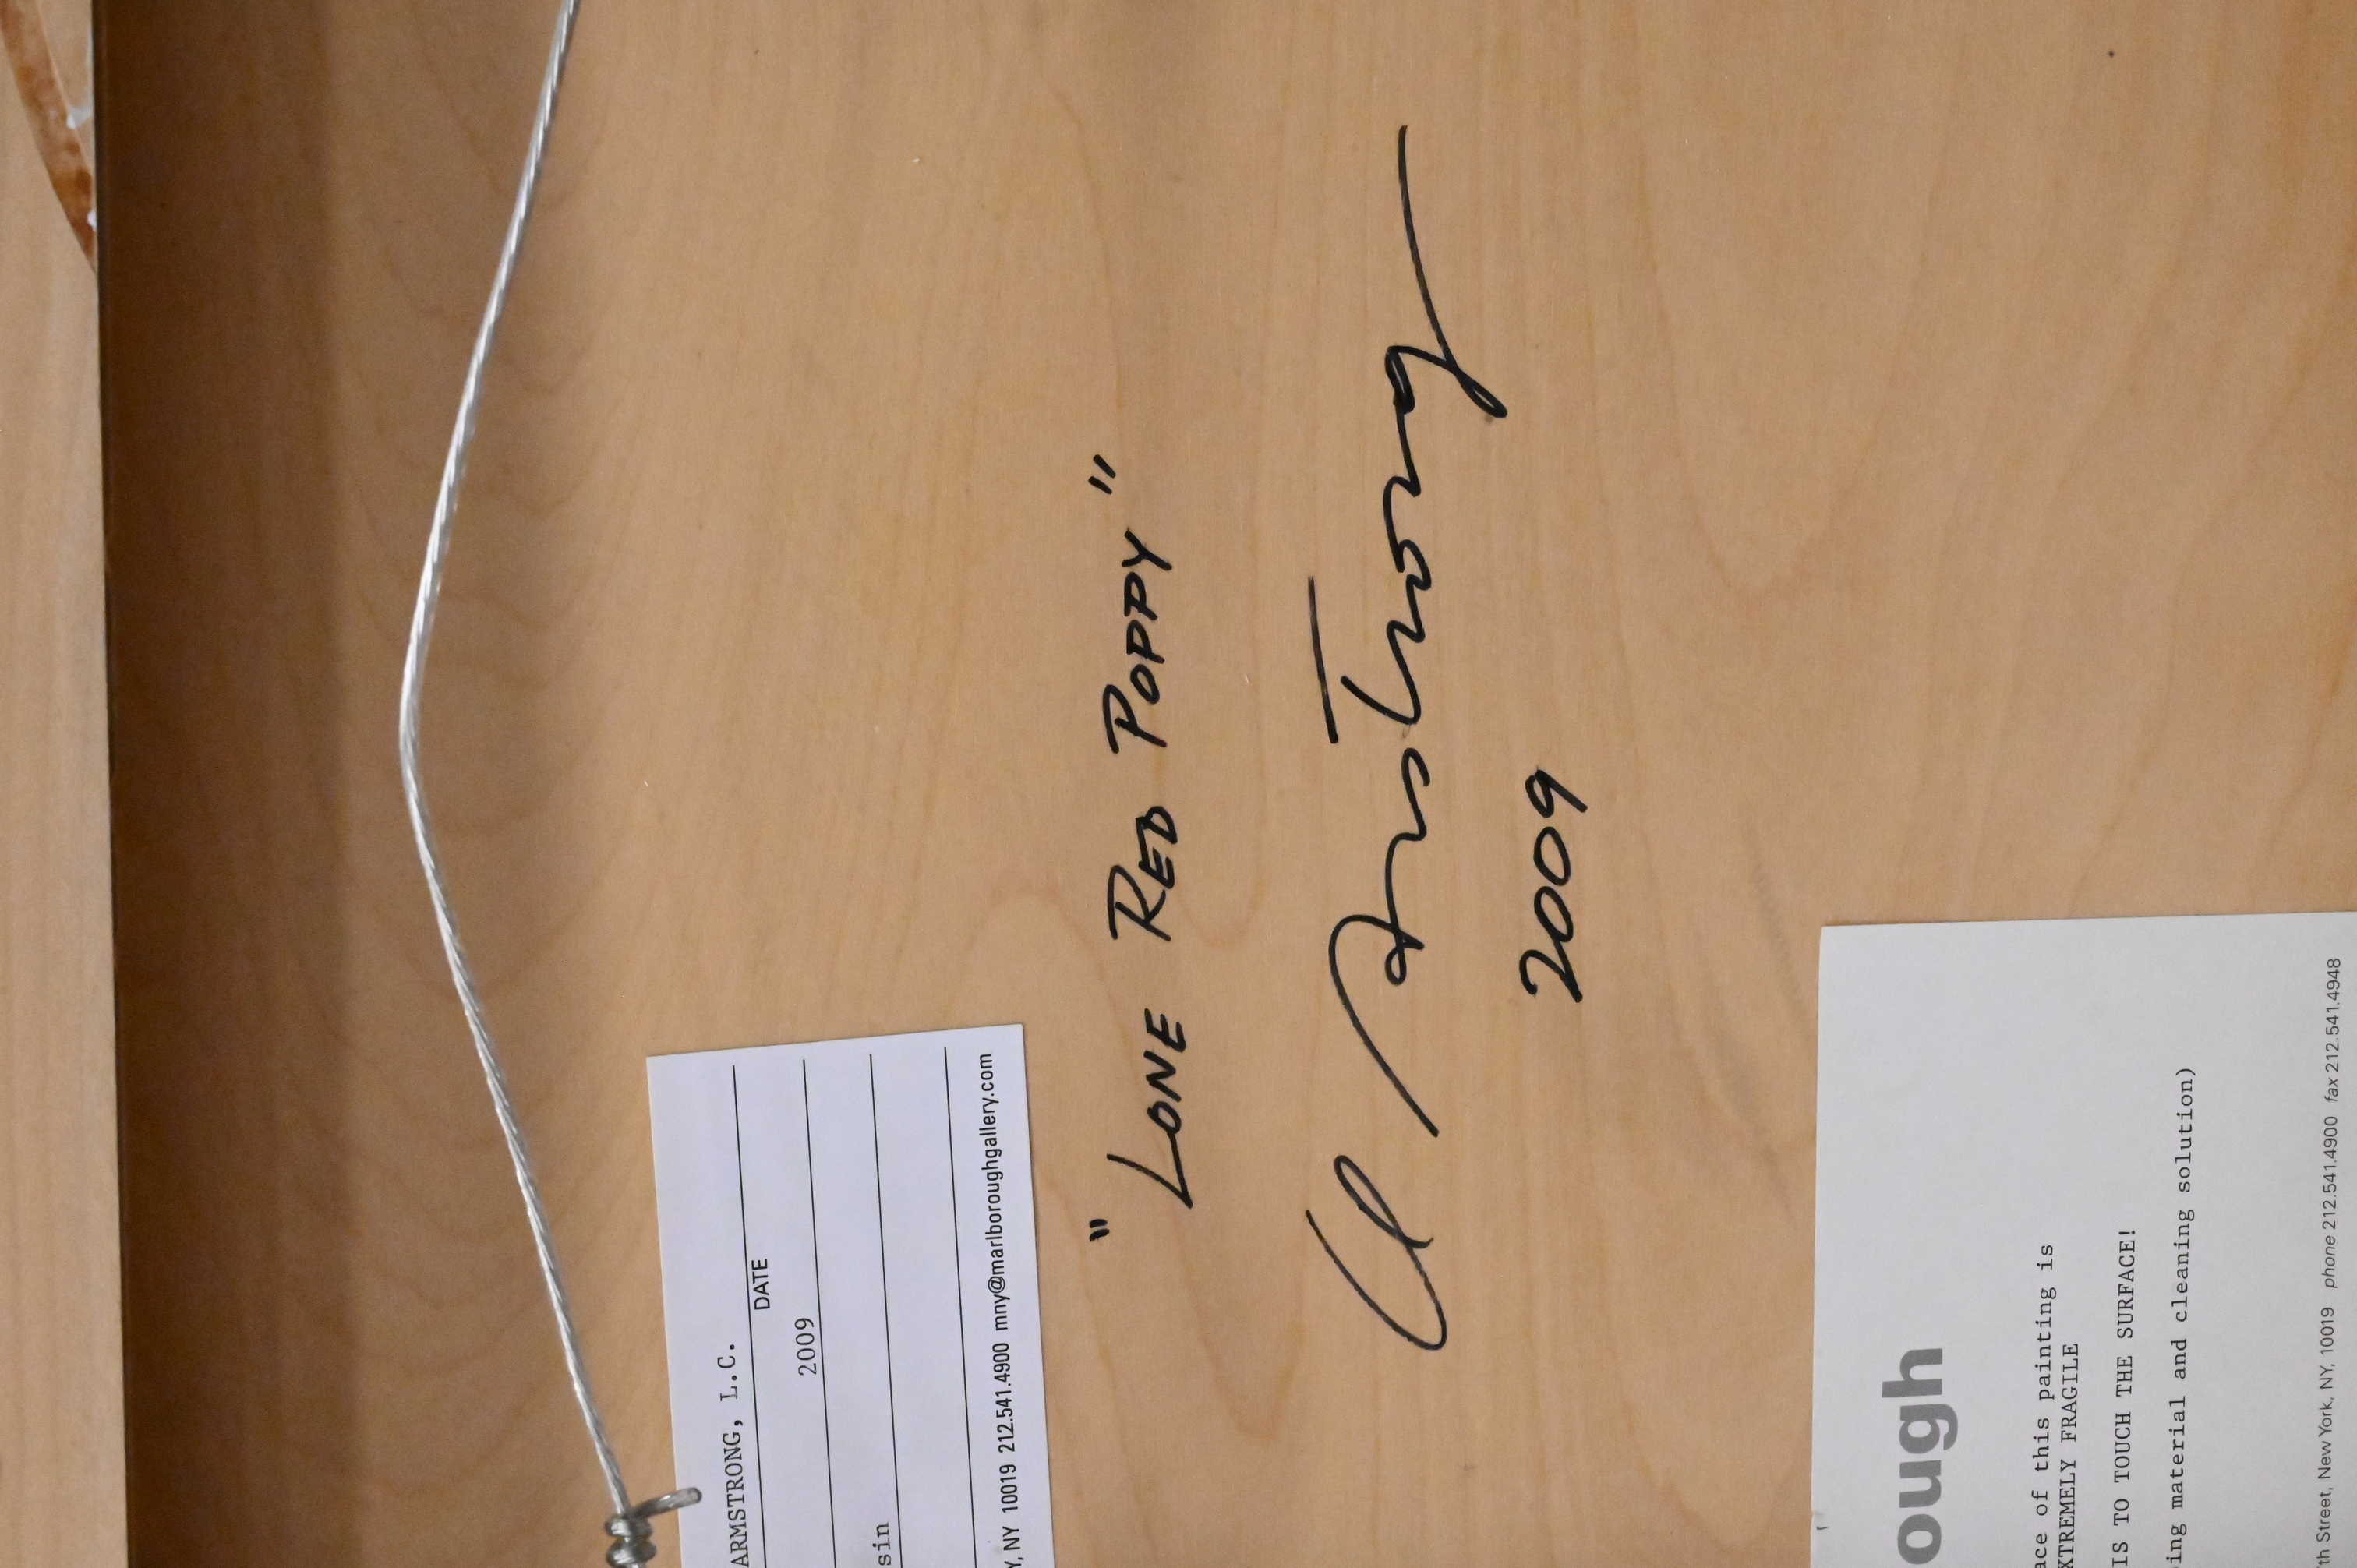 "LONE RED POPPY"
LC Armstrong
2009
ARMSTRONG, L.C.
DATE
2009
sin
Y, NY 10019 212.541.4900 mny@marlboroughgallery.com
ough
ace of this painting is
XTREMELY FRAGILE
IS TO TOUCH THE SURFACE!
ing material and cleaning solution)
th Street, New York, NY, 10019 phone 212.541.4900 fax 212.541.4948